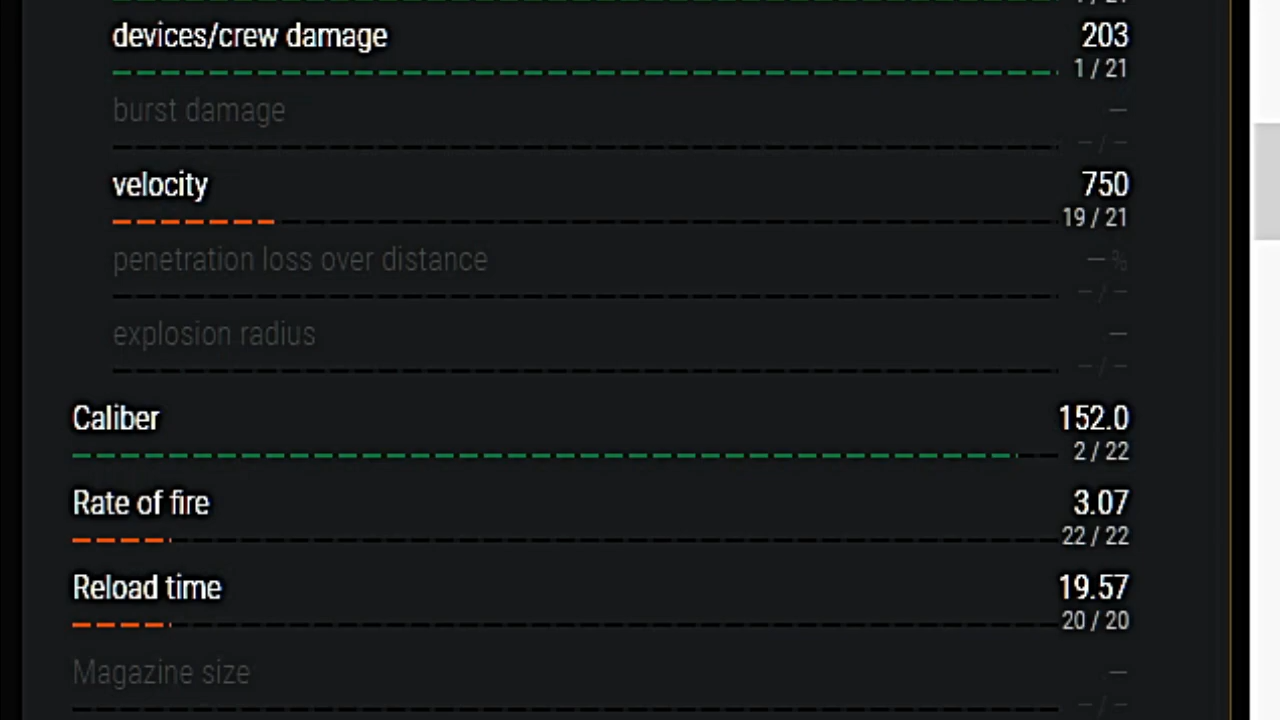 devices/crew damage 203
1 / 21
burst damage —
— / —
velocity 750
19 / 21
penetration loss over distance — %
— / —
explosion radius —
— / —
Caliber 152.0
2 / 22
Rate of fire 3.07
22 / 22
Reload time 19.57
20 / 20
Magazine size —
— / —